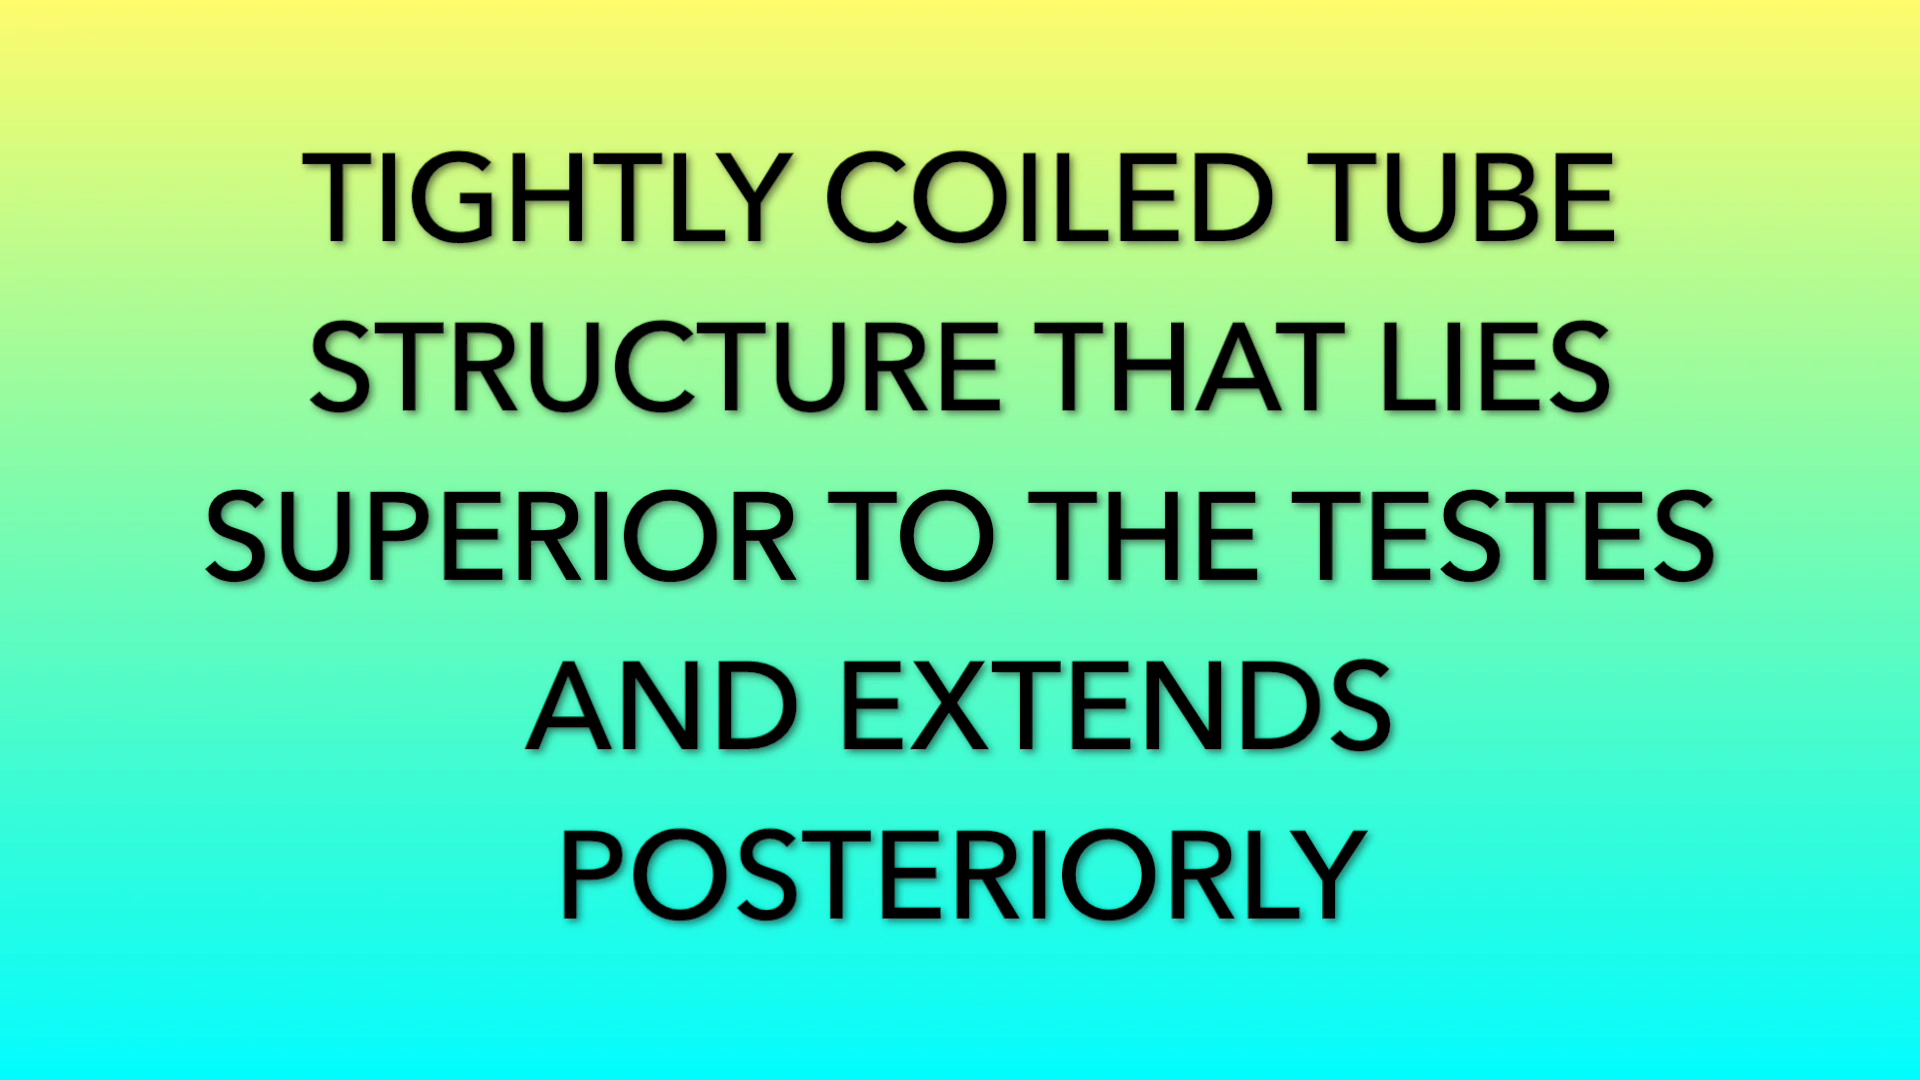 TIGHTLY COILED TUBE
STRUCTURE THAT LIES
SUPERIOR TO THE TESTES
AND EXTENDS
POSTERIORLY